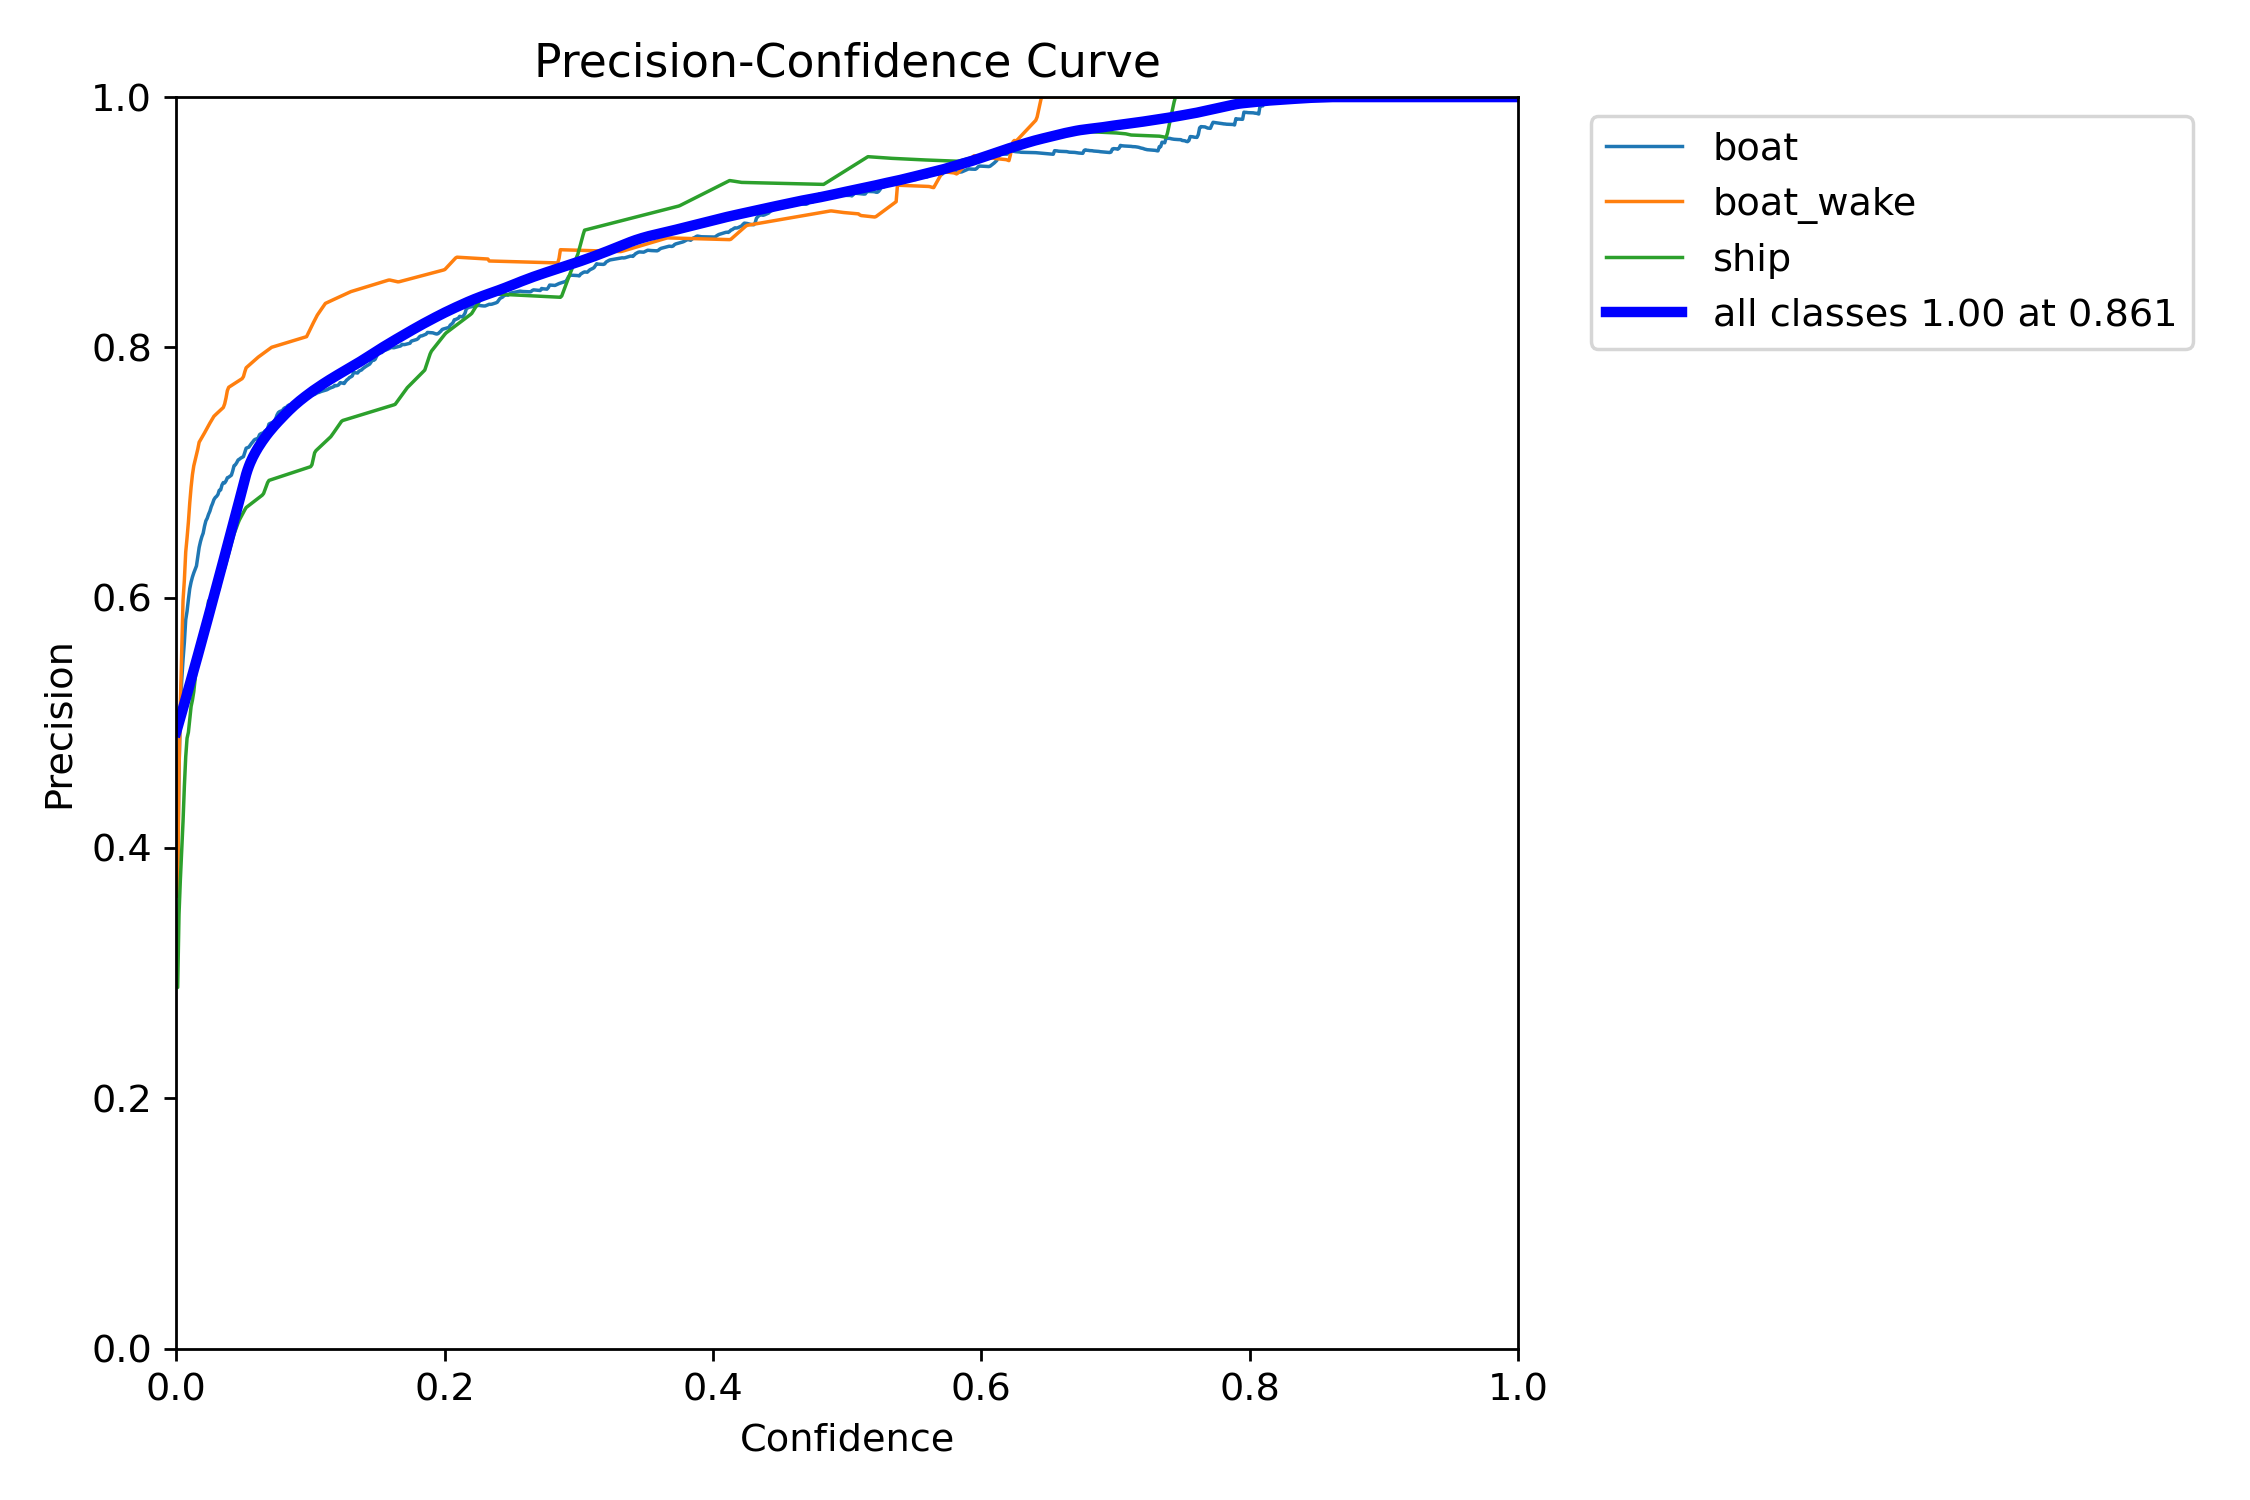 Precision-Confidence Curve
1.0
0.8
0.6
0.4
0.2
0.0
Precision
0.0 0.2 0.4 0.6 0.8 1.0
Confidence
boat
boat_wake
ship
all classes 1.00 at 0.861